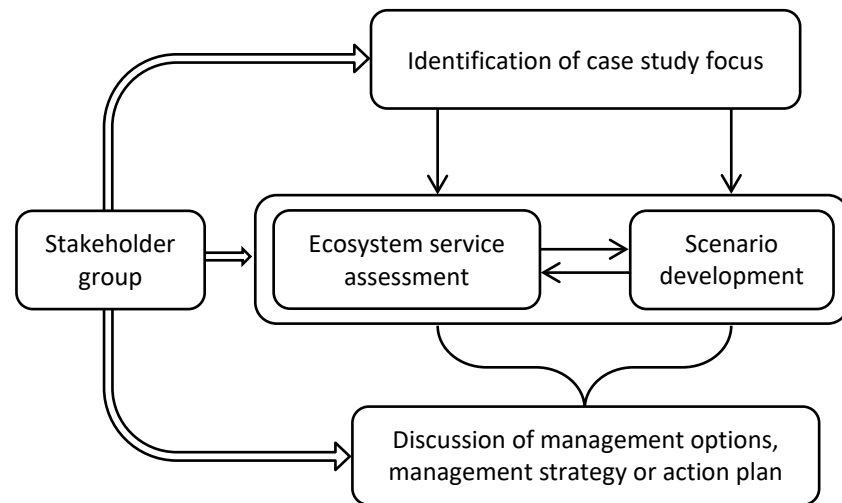 Identification of case study focus
Stakeholder
group
Ecosystem service
assessment
Scenario
development
Discussion of management options,
management strategy or action plan